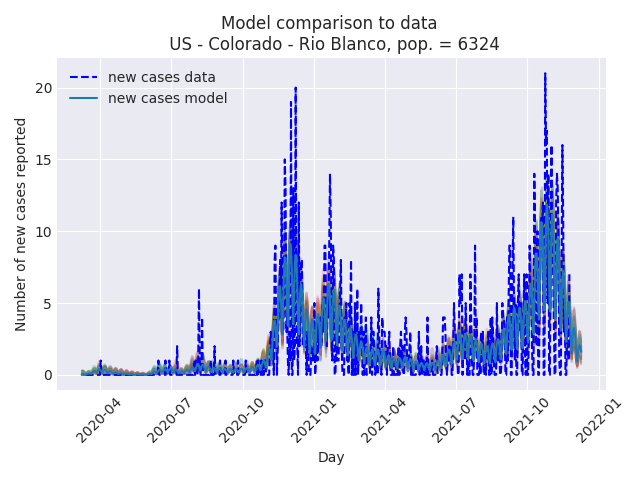 Model comparison to data
US - Colorado - Rio Blanco, pop. = 6324
new cases data
new cases model
Number of new cases reported
20
15
10
5
0
2020-04
2020-07
2020-10
2021-01
2021-04
2021-07
2021-10
2022-01
Day